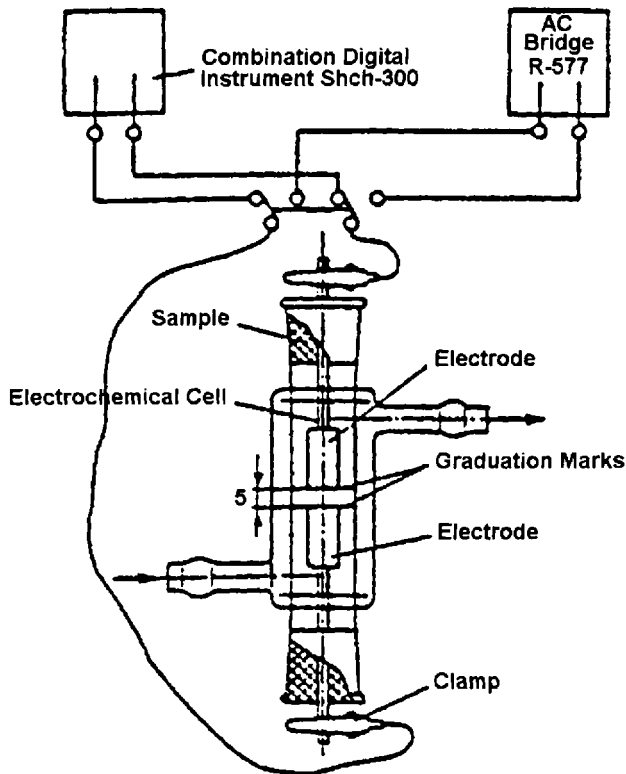 Combination Digital
Instrument Shch-300
AC
Bridge
R-577
Sample
Electrode
Electrochemical Cell
Graduation Marks
5
Electrode
Clamp